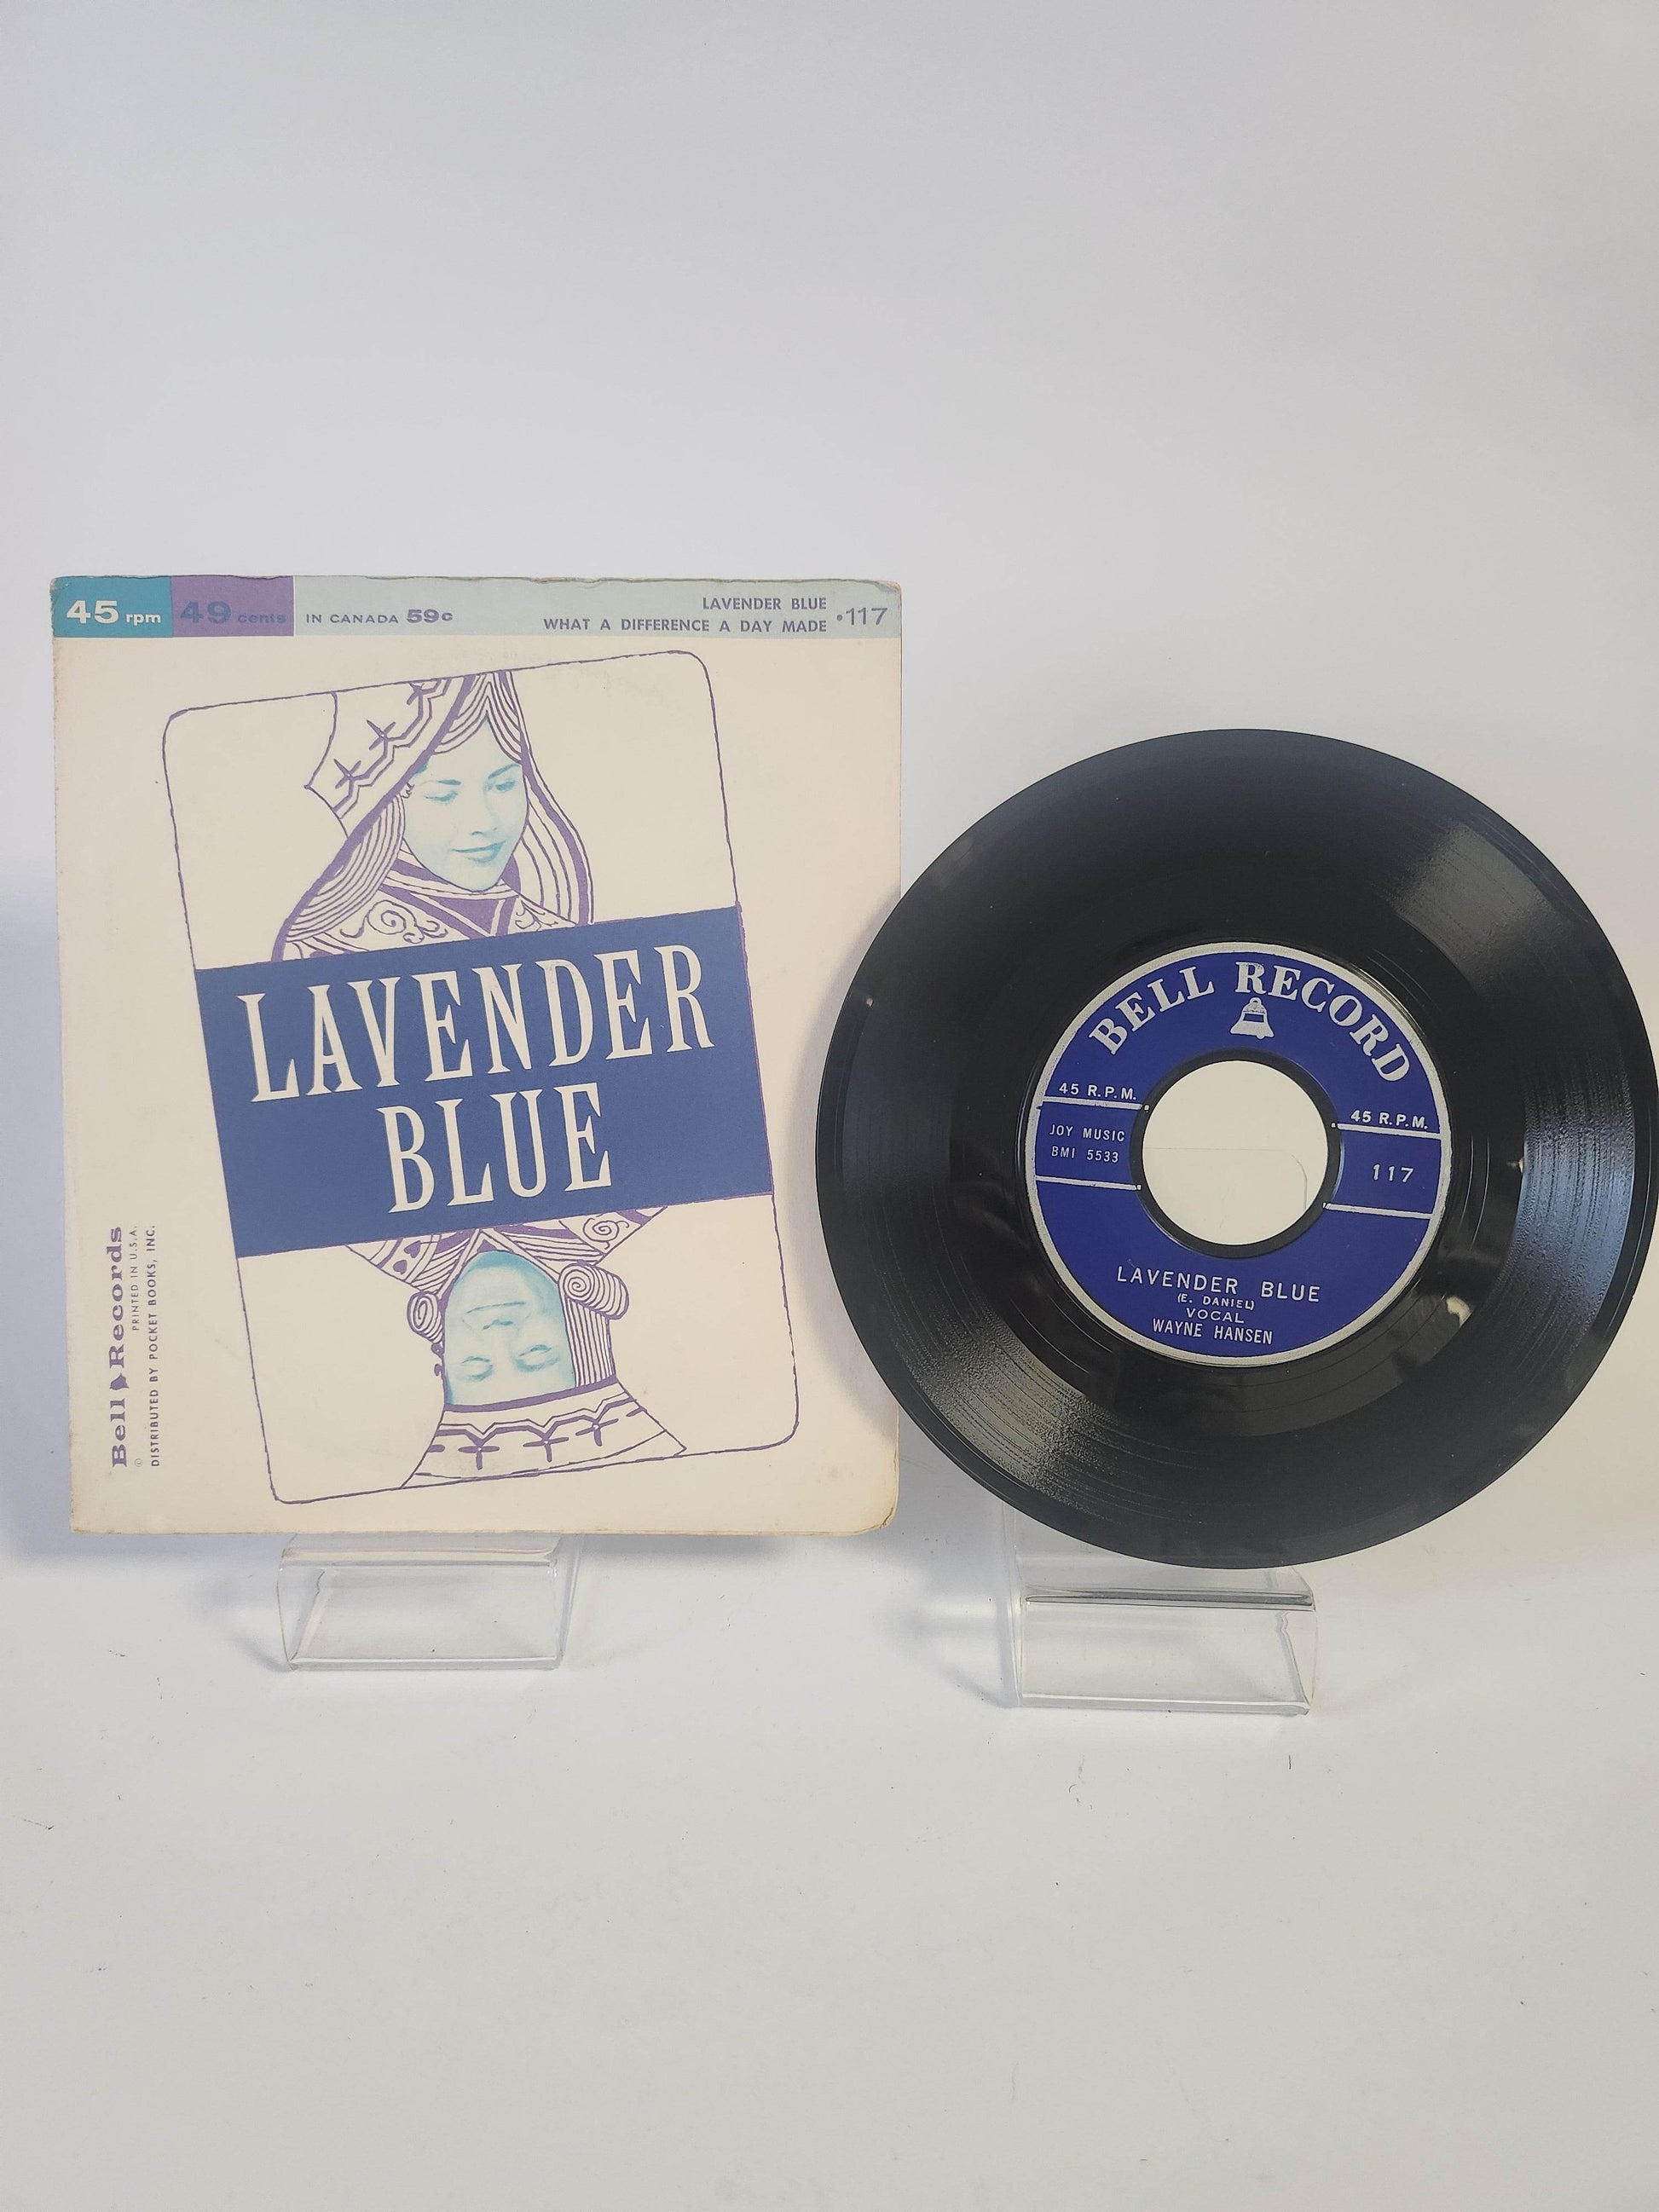 45 rpm 49 cents IN CANADA 59c
LAVENDER BLUE
WHAT A DIFFERENCE A DAY MADE •117
LAVENDER
BLUE
Bell Records
© PRINTED IN U.S.A.
DISTRIBUTED BY POCKET BOOKS, INC.
BELL RECORD
45 R.P.M.
45 R.P.M.
JOY MUSIC
BMI 5533
117
LAVENDER BLUE
(E. DANIEL)
VOCAL
WAYNE HANSEN